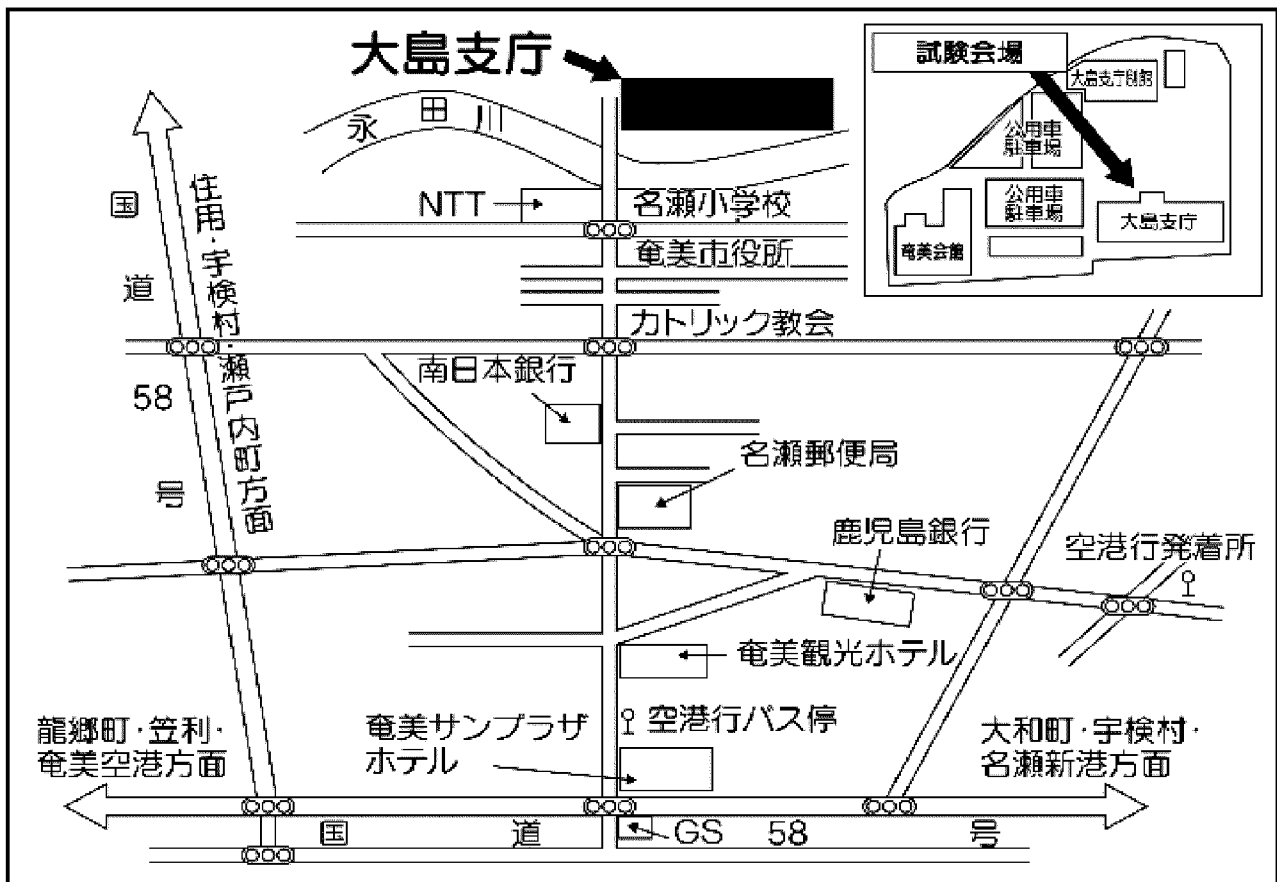 大島支庁
試験会場
大島支庁別館
公用車
駐車場
公用車
駐車場
大島支庁
奄美会館
永田川
国道58号
住用・宇検村・瀬戸内町方面
NTT
名瀬小学校
奄美市役所
カトリック教会
南日本銀行
名瀬郵便局
鹿児島銀行
空港行発着所
奄美観光ホテル
空港行バス停
奄美サンプラザ
ホテル
龍郷町・笠利・
奄美空港方面
大和町・宇検村・
名瀬新港方面
国道58号
GS